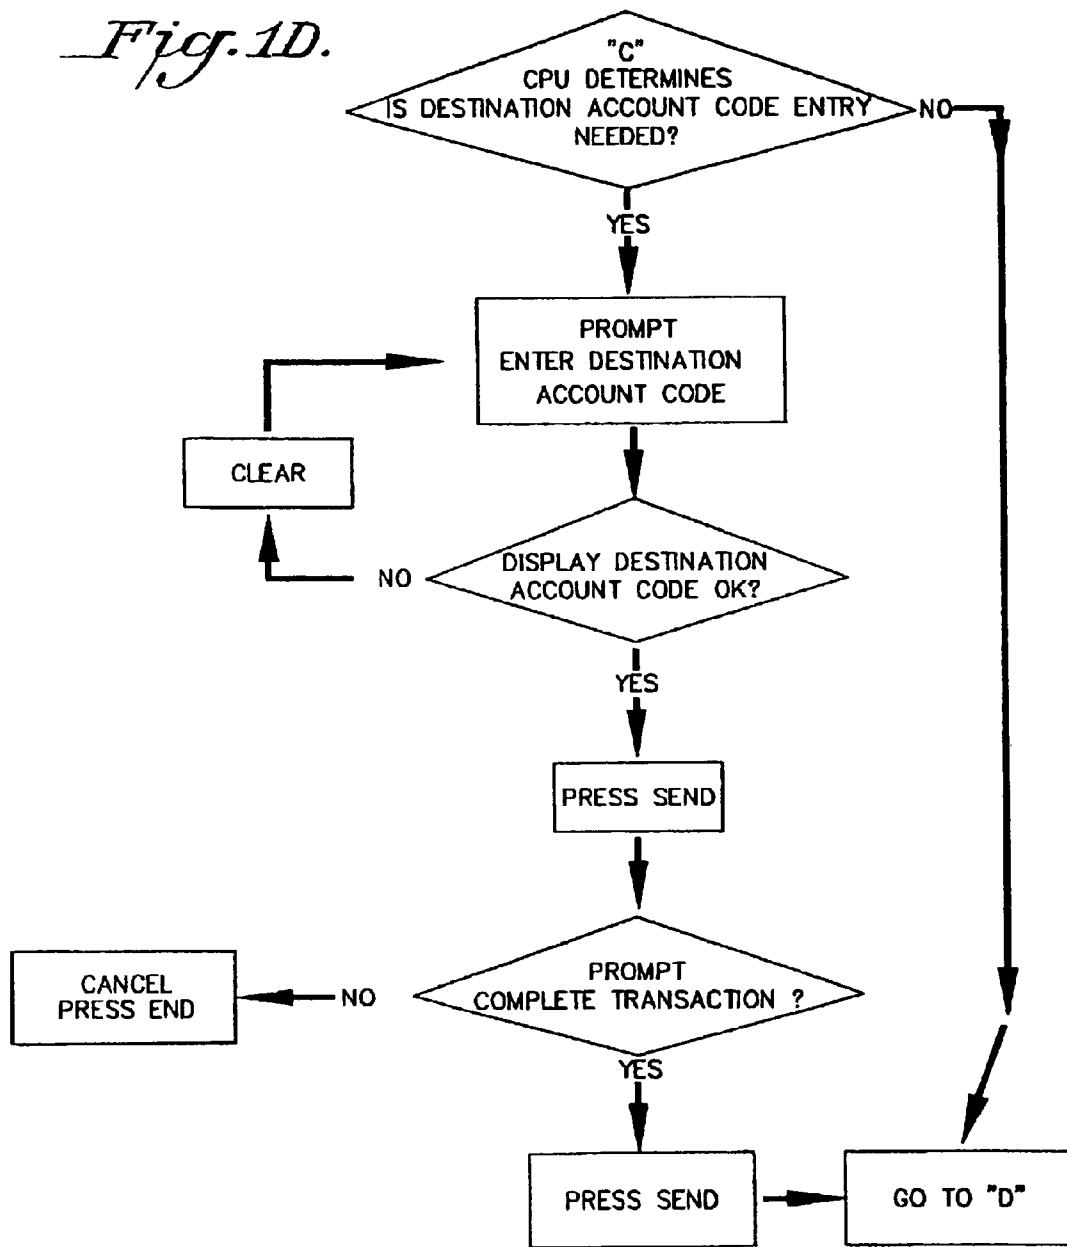 Fig. 1D.
"C"
CPU DETERMINES
IS DESTINATION ACCOUNT CODE ENTRY
NEEDED?
NO
YES
PROMPT
ENTER DESTINATION
ACCOUNT CODE
CLEAR
DISPLAY DESTINATION
ACCOUNT CODE OK?
NO
YES
PRESS SEND
PROMPT
COMPLETE TRANSACTION ?
NO
CANCEL
PRESS END
YES
PRESS SEND
GO TO "D"